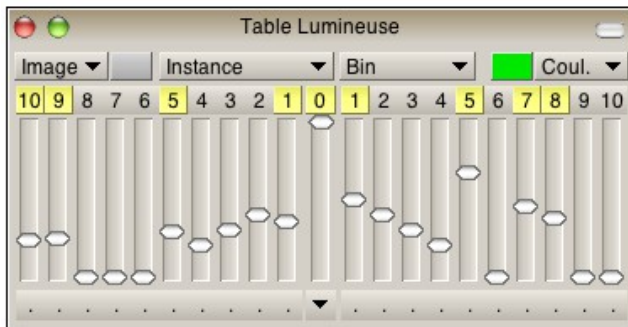 Table Lumineuse
Image Instance Bin Coul.
10 9 8 7 6 5 4 3 2 1 0 1 2 3 4 5 6 7 8 9 10
. . . . . . . . . . . . . . . . . . . .